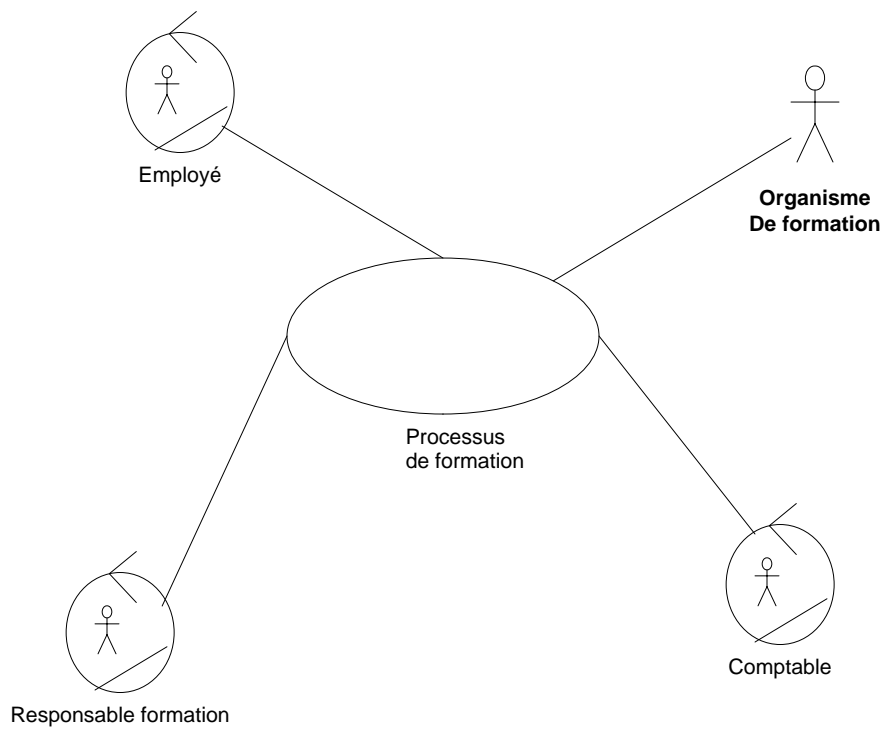 Employé
Organisme
De formation
Processus
de formation
Comptable
Responsable formation